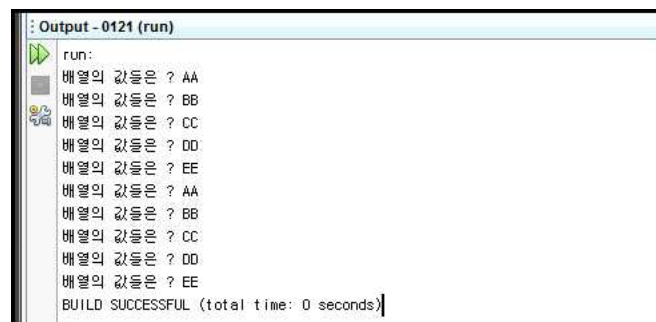 Output - 0121 (run)
run:
배열의 값들은 ? AA
배열의 값들은 ? BB
배열의 값들은 ? CC
배열의 값들은 ? DD
배열의 값들은 ? EE
배열의 값들은 ? AA
배열의 값들은 ? BB
배열의 값들은 ? CC
배열의 값들은 ? DD
배열의 값들은 ? EE
BUILD SUCCESSFUL (total time: 0 seconds)